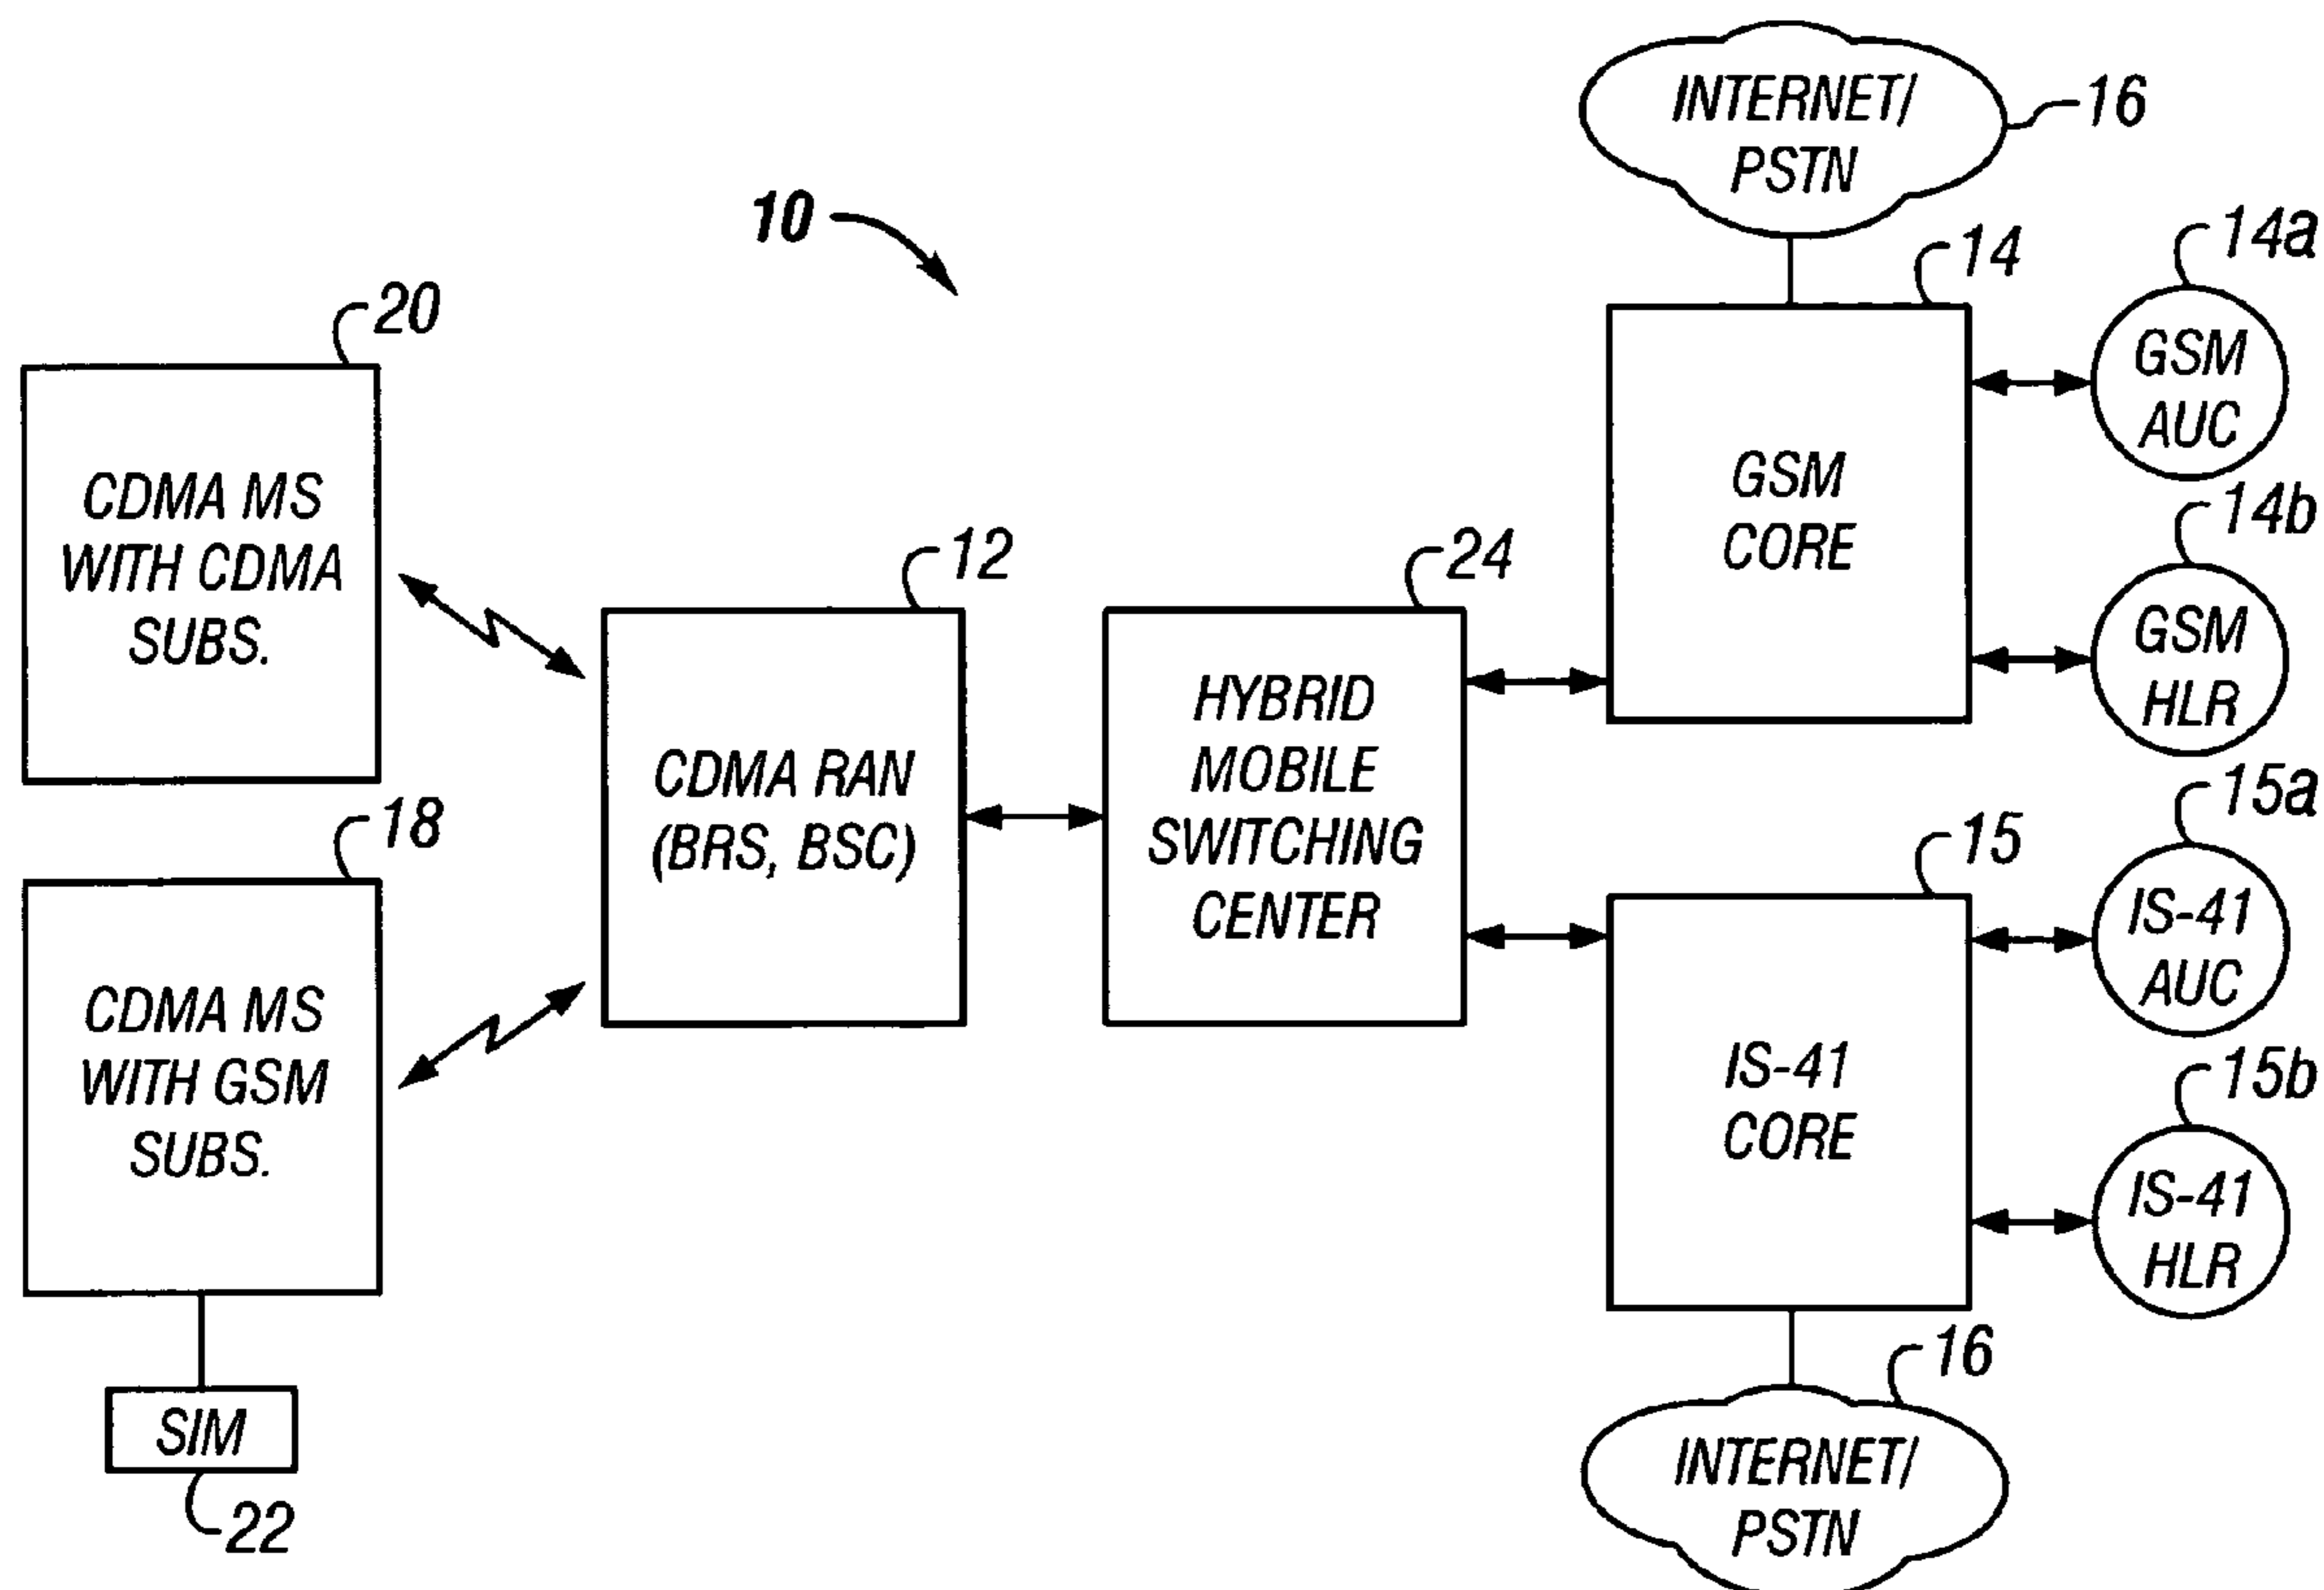 INTERNET/
PSTN
16
10
14
14a
GSM
AUC
20
CDMA MS
WITH CDMA
SUBS.
12
CDMA RAN
(BRS, BSC)
24
HYBRID
MOBILE
SWITCHING
CENTER
GSM
CORE
14b
GSM
HLR
18
CDMA MS
WITH GSM
SUBS.
15
IS-41
CORE
15a
IS-41
AUC
15b
IS-41
HLR
SIM
22
16
INTERNET/
PSTN